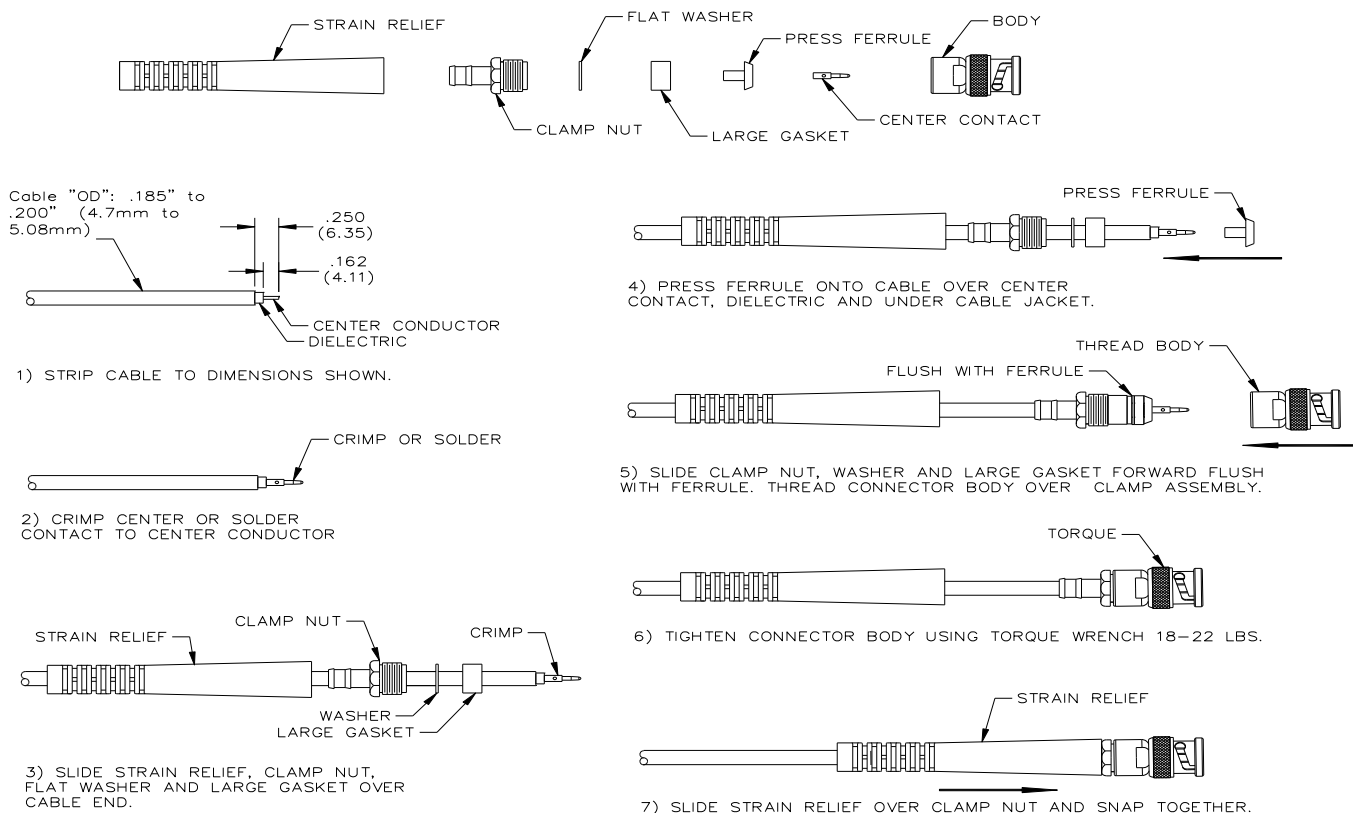 STRAIN RELIEF
FLAT WASHER
PRESS FERRULE
BODY
CLAMP NUT
LARGE GASKET
CENTER CONTACT
Cable "OD": .185" to
.200" (4.7mm to
5.08mm)
.250
(6.35)
.162
(4.11)
CENTER CONDUCTOR
DIELECTRIC
1) STRIP CABLE TO DIMENSIONS SHOWN.
CRIMP OR SOLDER
2) CRIMP CENTER OR SOLDER
CONTACT TO CENTER CONDUCTOR
STRAIN RELIEF
CLAMP NUT
CRIMP
WASHER
LARGE GASKET
3) SLIDE STRAIN RELIEF, CLAMP NUT,
FLAT WASHER AND LARGE GASKET OVER
CABLE END.
PRESS FERRULE
4) PRESS FERRULE ONTO CABLE OVER CENTER
CONTACT, DIELECTRIC AND UNDER CABLE JACKET.
THREAD BODY
FLUSH WITH FERRULE
5) SLIDE CLAMP NUT, WASHER AND LARGE GASKET FORWARD FLUSH
WITH FERRULE. THREAD CONNECTOR BODY OVER CLAMP ASSEMBLY.
TORQUE
6) TIGHTEN CONNECTOR BODY USING TORQUE WRENCH 18-22 LBS.
STRAIN RELIEF
7) SLIDE STRAIN RELIEF OVER CLAMP NUT AND SNAP TOGETHER.